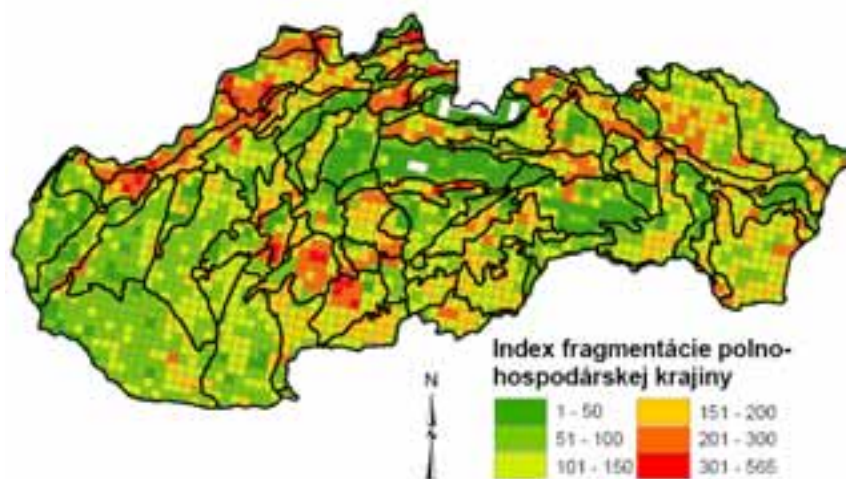 Index fragmentácie polno-
hospodárskej krajiny
N
1 - 50
151 - 200
51 - 100
201 - 300
101 - 150
301 - 565